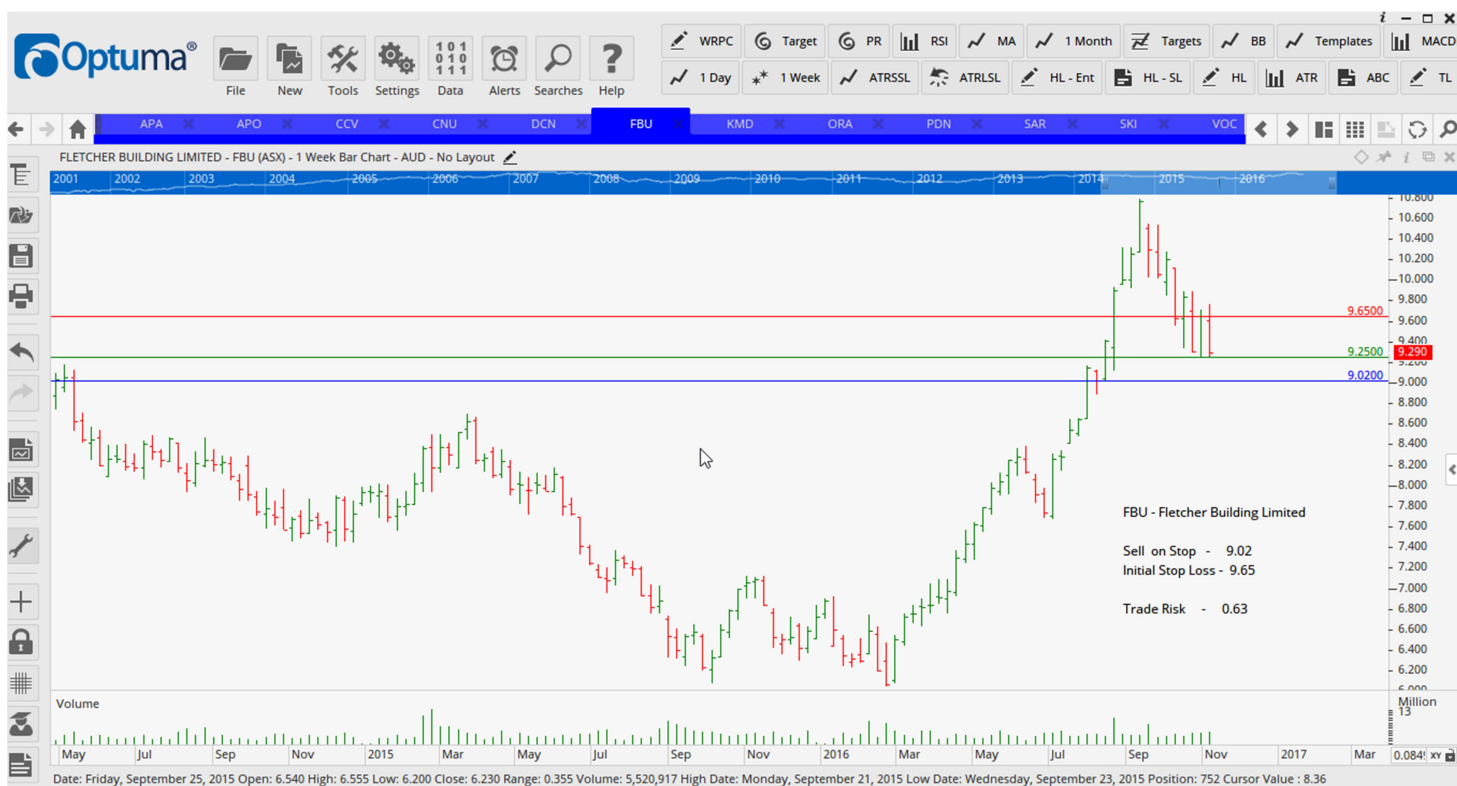 i
Optuma®
File New Tools Settings Data Alerts Searches Help
WRPC Target PR RSI MA 1 Month Targets BB Templates MACD
1 Day 1 Week ATRSSL ATRLSL HL - Ent HL - SL HL ATR ABC TL
APA APO CCV CNU DCN FBU KMD ORA PDN SAR SKI VOC
FLETCHER BUILDING LIMITED - FBU (ASX) - 1 Week Bar Chart - AUD - No Layout
2001 2002 2003 2004 2005 2006 2007 2008 2009 2010 2011 2012 2013 2014 2015 2016
10.800
10.600
10.400
10.200
10.000
9.800
9.6500
9.600
9.400
9.2500 9.290
9.200
9.0200
9.000
8.800
8.600
8.400
8.200
8.000
7.800
FBU - Fletcher Building Limited
7.600
Sell on Stop - 9.02
7.400
Initial Stop Loss - 9.65
7.200
7.000
Trade Risk - 0.63
6.800
6.600
6.400
6.200
6.000
Volume
Million
13
May Jul Sep Nov 2015 Mar May Jul Sep Nov 2016 Mar May Jul Sep Nov 2017 Mar XY
Date: Friday, September 25, 2015 Open: 6.540 High: 6.555 Low: 6.200 Close: 6.230 Range: 0.355 Volume: 5,520,917 High Date: Monday, September 21, 2015 Low Date: Wednesday, September 23, 2015 Position: 752 Cursor Value : 8.36